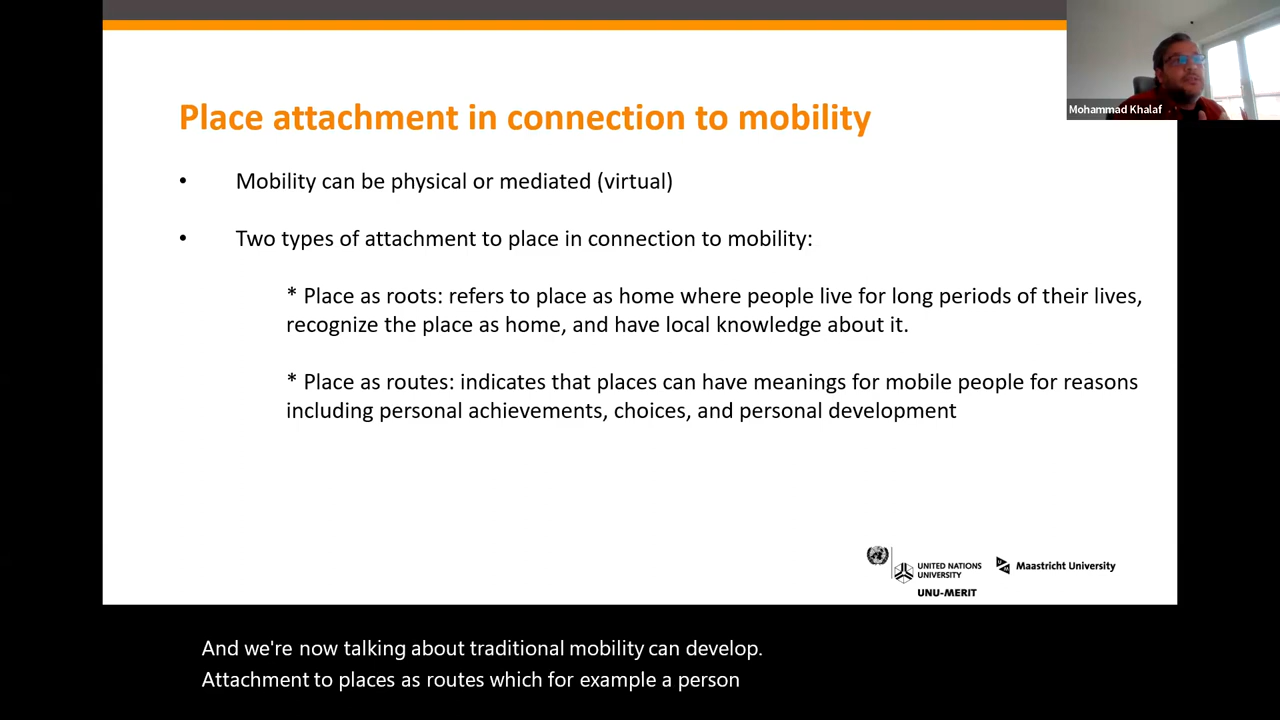 Mohammad Khalaf
Place attachment in connection to mobility
• Mobility can be physical or mediated (virtual)
• Two types of attachment to place in connection to mobility:
* Place as roots: refers to place as home where people live for long periods of their lives,
recognize the place as home, and have local knowledge about it.
* Place as routes: indicates that places can have meanings for mobile people for reasons
including personal achievements, choices, and personal development
UNITED NATIONS
UNIVERSITY
UNU-MERIT
Maastricht University
And we're now talking about traditional mobility can develop.
Attachment to places as routes which for example a person